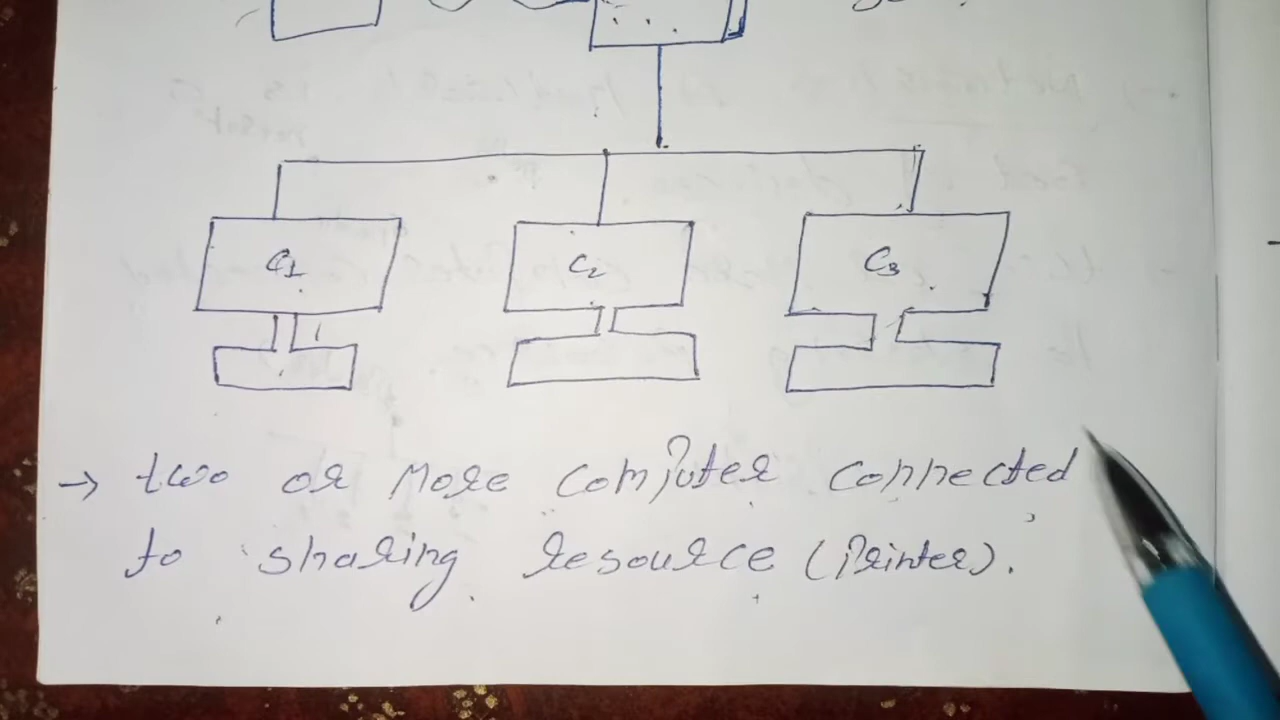 C1 C2 C3
→ two or More computer connected
to sharing resource (Printer).